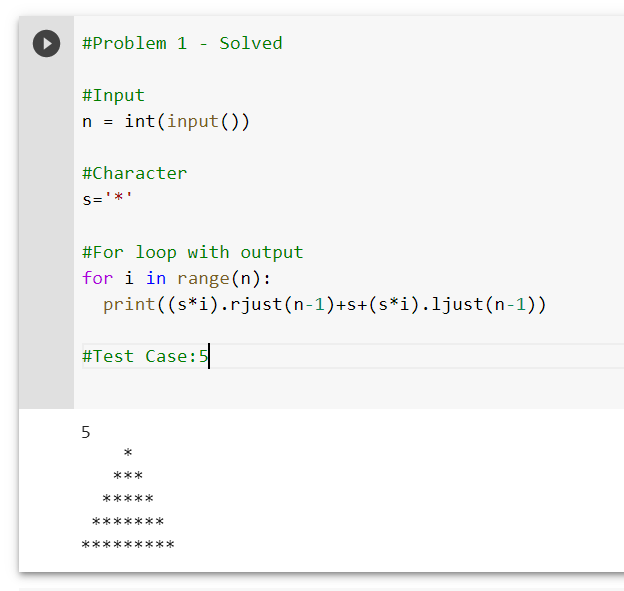 #Problem 1 - Solved
#Input
n = int(input())
#Character
s='*'
#For loop with output
for i in range(n):
  print((s*i).rjust(n-1)+s+(s*i).ljust(n-1))
#Test Case:5
5
    *
   ***
  *****
 *******
*********